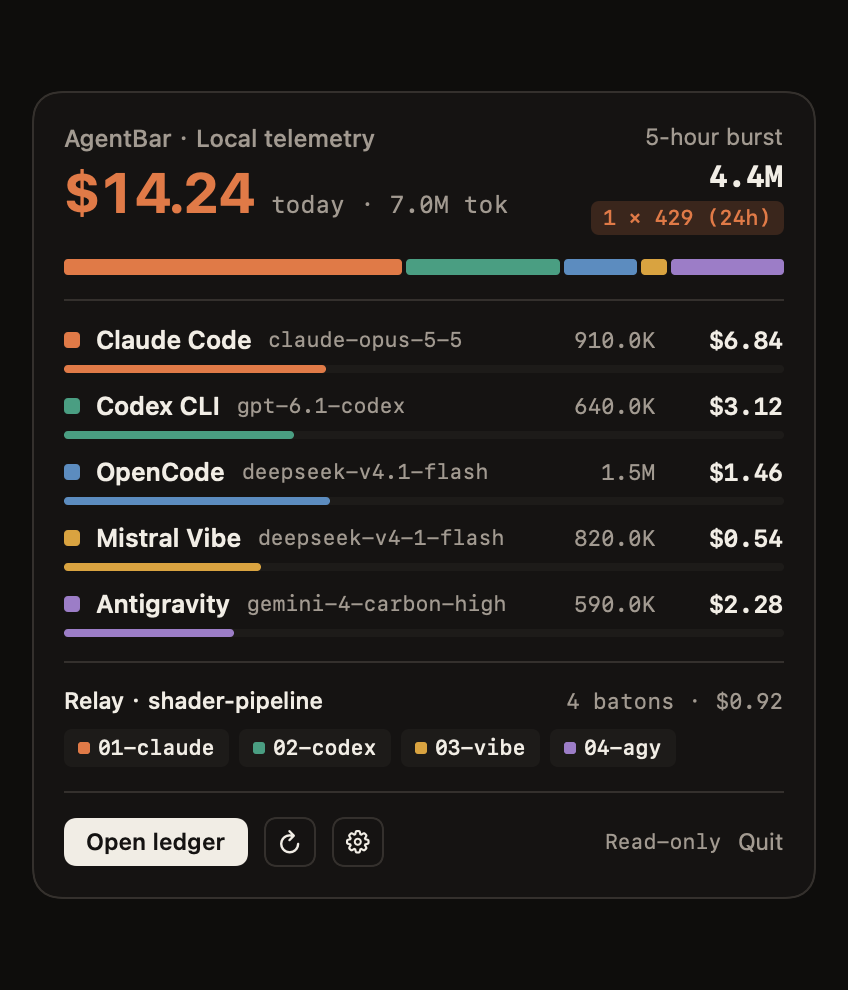 AgentBar · Local telemetry
5-hour burst
$14.24 today · 7.0M tok
4.4M
1 × 429 (24h)
Claude Code claude-opus-5-5 910.0K $6.84
Codex CLI gpt-6.1-codex 640.0K $3.12
OpenCode deepseek-v4.1-flash 1.5M $1.46
Mistral Vibe deepseek-v4-1-flash 820.0K $0.54
Antigravity gemini-4-carbon-high 590.0K $2.28
Relay · shader-pipeline 4 batons · $0.92
01-claude 02-codex 03-vibe 04-agy
Open ledger Read-only Quit